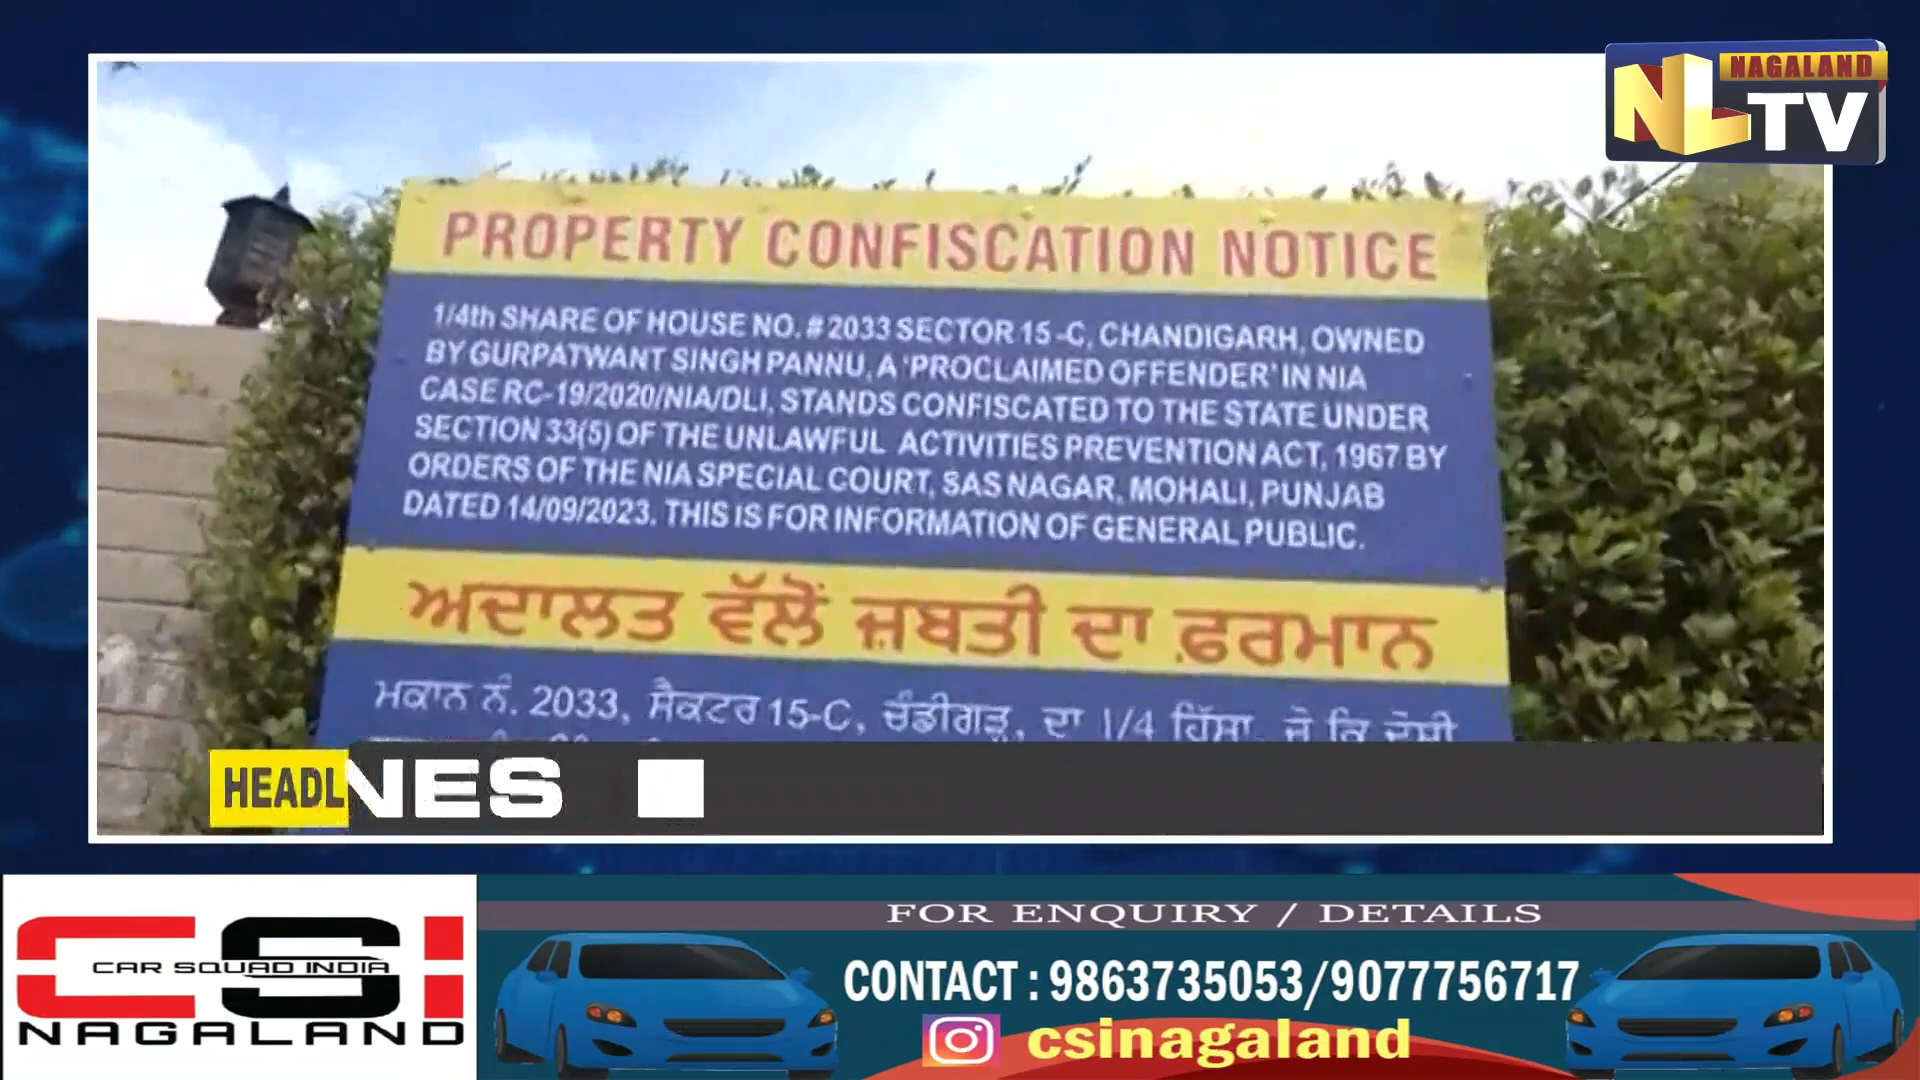 NAGALAND
NL TV
PROPERTY CONFISCATION NOTICE
1/4th SHARE OF HOUSE NO. #2033 SECTOR 15-C, CHANDIGARH, OWNED
BY GURPATWANT SINGH PANNU, A 'PROCLAIMED OFFENDER' IN NIA
CASE RC-19/2020/NIA/DLI, STANDS CONFISCATED TO THE STATE UNDER
SECTION 33(5) OF THE UNLAWFUL ACTIVITIES PREVENTION ACT, 1967 BY
ORDERS OF THE NIA SPECIAL COURT, SAS NAGAR, MOHALI, PUNJAB
DATED 14/09/2023. THIS IS FOR INFORMATION OF GENERAL PUBLIC.
ਅਦਾਲਤ ਵੱਲੋਂ ਜ਼ਬਤੀ ਦਾ ਫ਼ਰਮਾਨ
ਮਕਾਨ ਨੰ. 2033, ਸੈਕਟਰ 15-C, ਚੰਡੀਗੜ੍ਹ, ਦਾ 1/4 ਹਿੱਸਾ, ਜੋ ਕਿ ਦੋਸ਼ੀ
HEADLINES
CSI
CAR SQUAD INDIA
NAGALAND
FOR ENQUIRY / DETAILS
CONTACT : 9863735053/9077756717
csinagaland